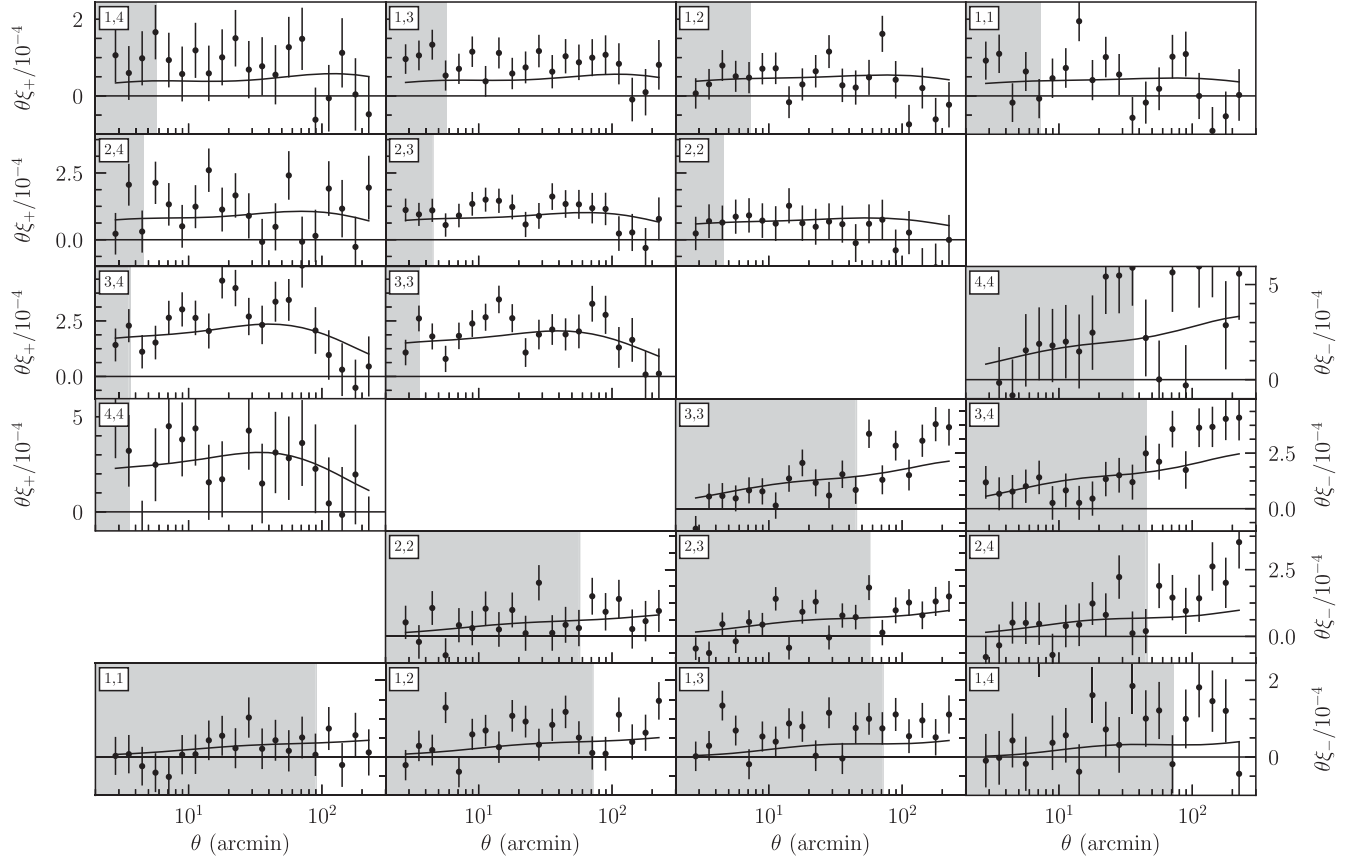 θξ+/10⁻⁴ 2 0 1,4 1,3 1,2 1,1
θξ+/10⁻⁴ 2.5 0.0 2,4 2,3 2,2
θξ+/10⁻⁴ 2.5 0.0 3,4 3,3 4,4 5 0 θξ−/10⁻⁴
θξ+/10⁻⁴ 5 0 4,4 3,3 3,4 2.5 0.0 θξ−/10⁻⁴
2,2 2,3 2,4 2.5 0.0 θξ−/10⁻⁴
1,1 1,2 1,3 1,4 2 0 θξ−/10⁻⁴
10¹ 10² 10¹ 10² 10¹ 10² 10¹ 10²
θ (arcmin) θ (arcmin) θ (arcmin) θ (arcmin)